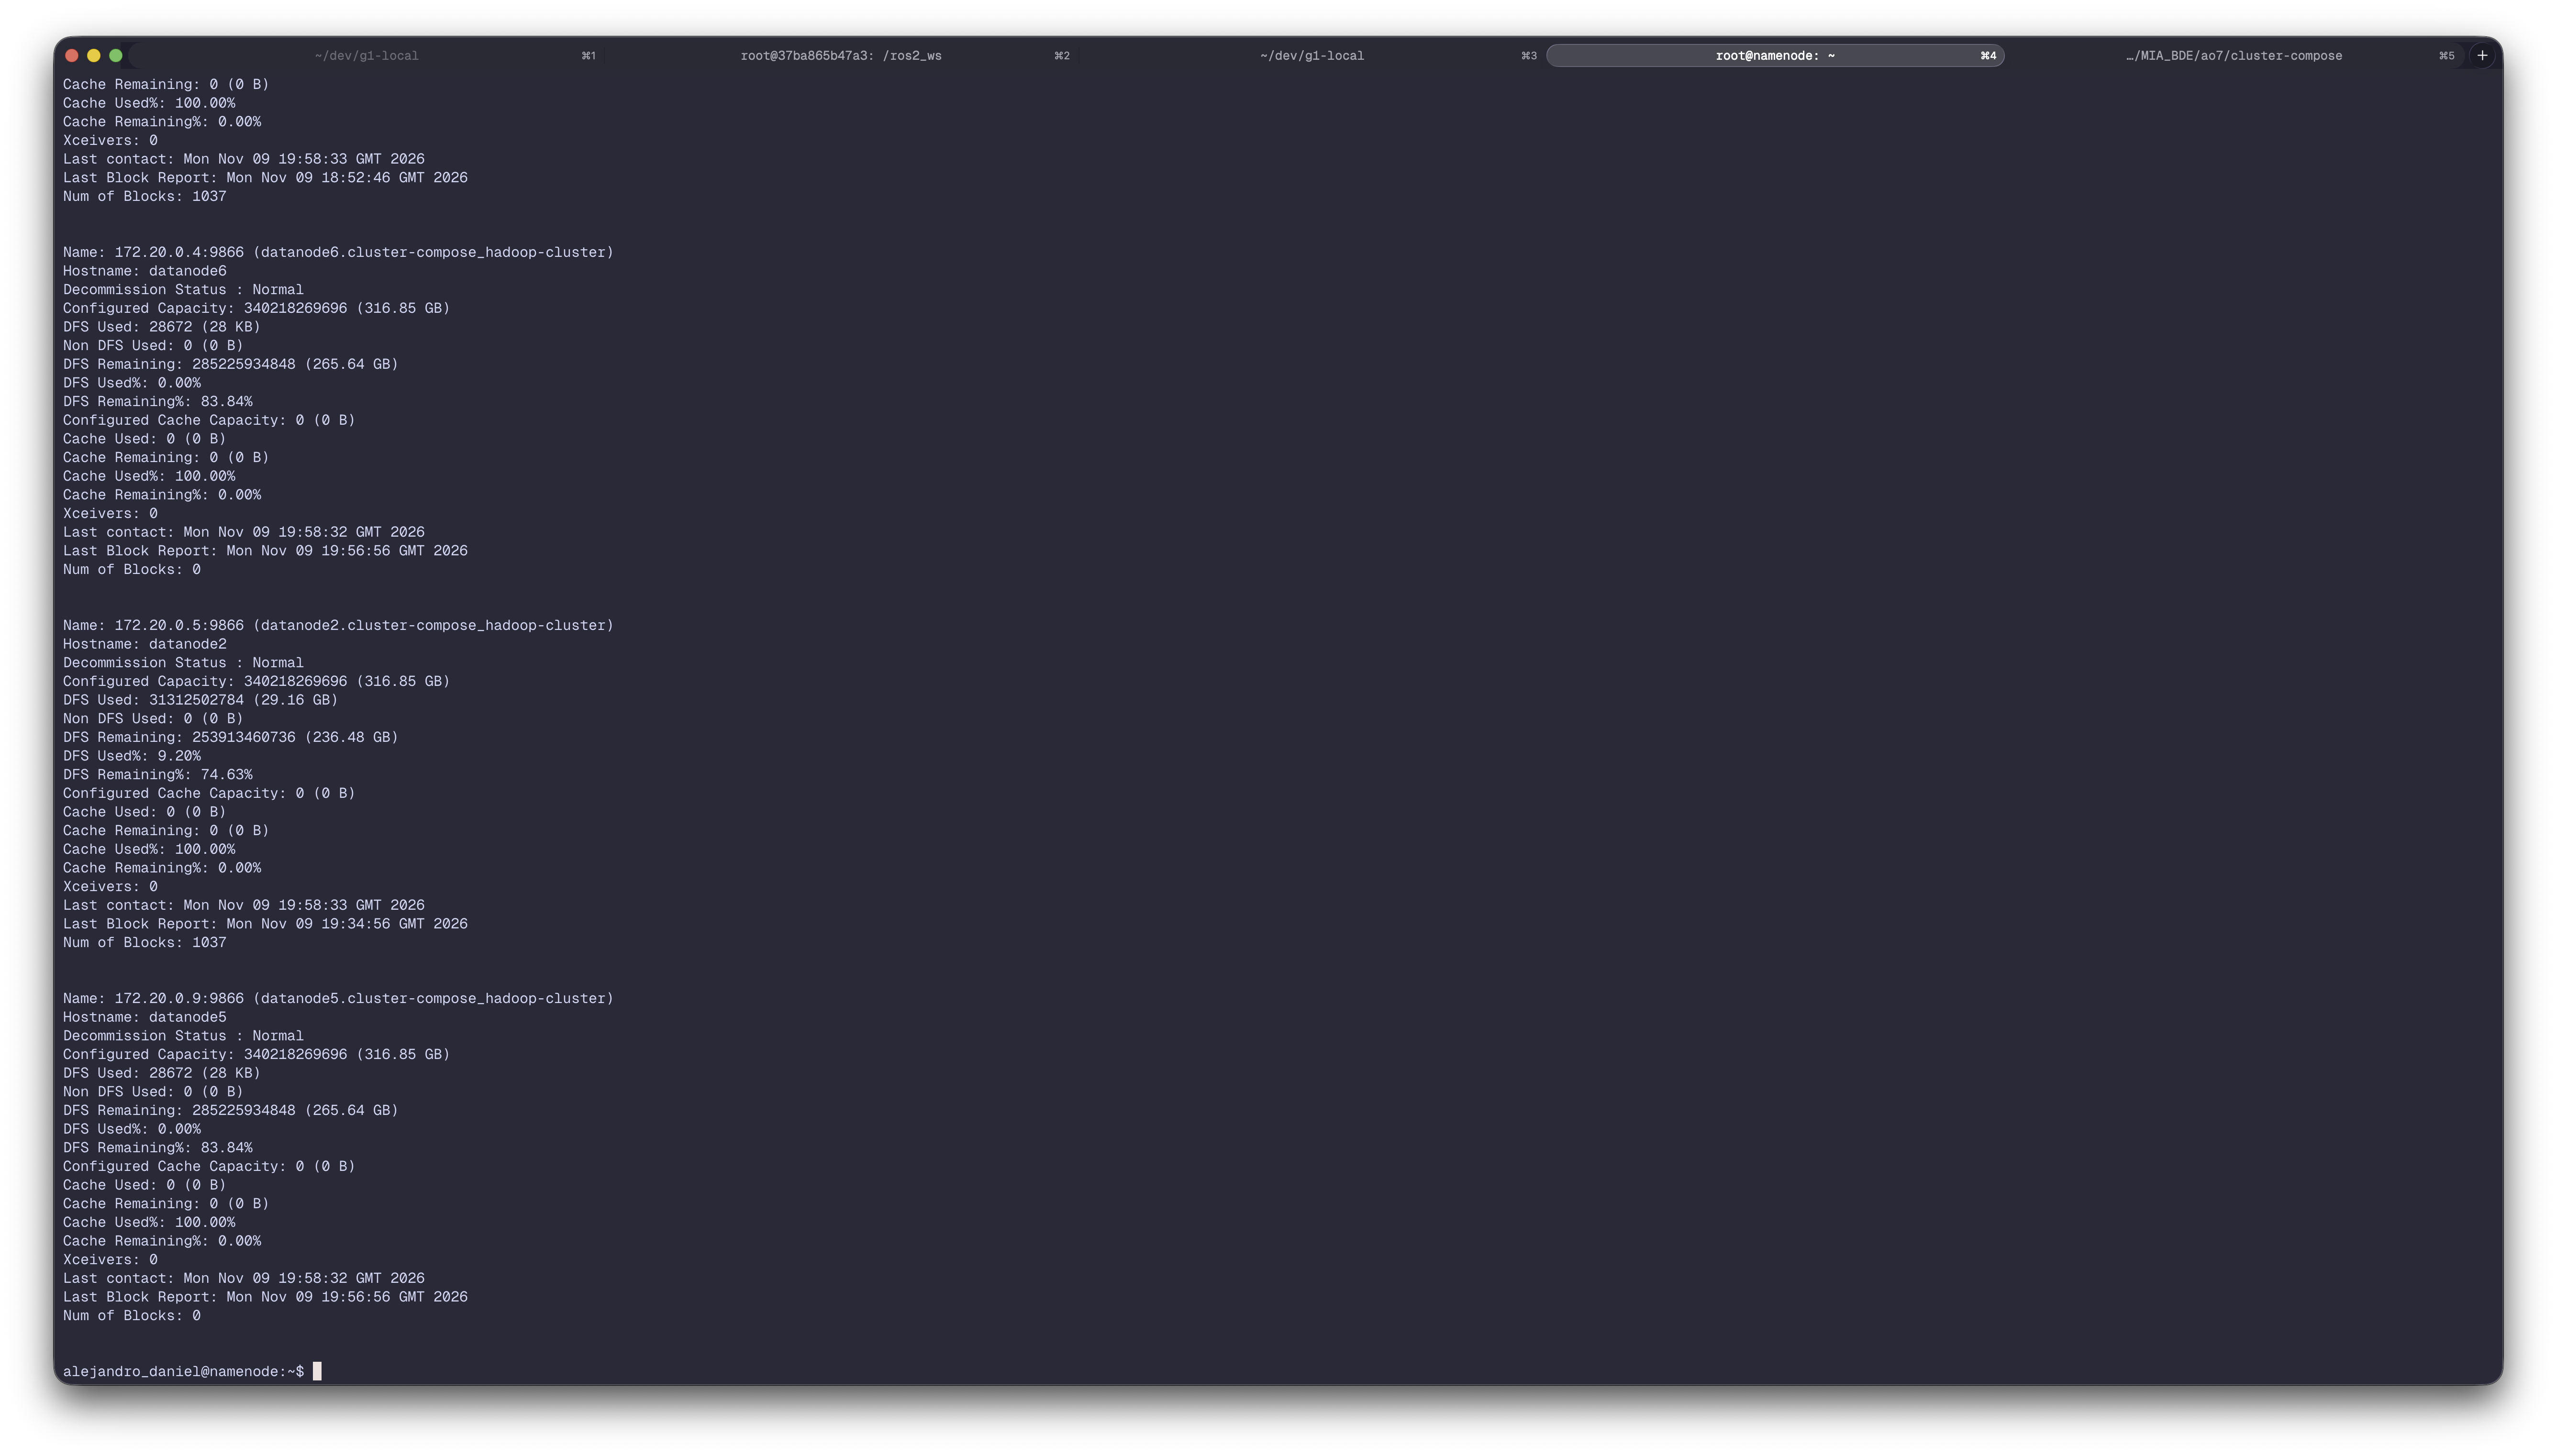 ~/dev/g1-local ⌘1 root@37ba865b47a3: /ros2_ws ⌘2 ~/dev/g1-local ⌘3 root@namenode: ~ ⌘4 …/MIA_BDE/ao7/cluster-compose ⌘5 +
Cache Remaining: 0 (0 B)
Cache Used%: 100.00%
Cache Remaining%: 0.00%
Xceivers: 0
Last contact: Mon Nov 09 19:58:33 GMT 2026
Last Block Report: Mon Nov 09 18:52:46 GMT 2026
Num of Blocks: 1037
Name: 172.20.0.4:9866 (datanode6.cluster-compose_hadoop-cluster)
Hostname: datanode6
Decommission Status : Normal
Configured Capacity: 340218269696 (316.85 GB)
DFS Used: 28672 (28 KB)
Non DFS Used: 0 (0 B)
DFS Remaining: 285225934848 (265.64 GB)
DFS Used%: 0.00%
DFS Remaining%: 83.84%
Configured Cache Capacity: 0 (0 B)
Cache Used: 0 (0 B)
Cache Remaining: 0 (0 B)
Cache Used%: 100.00%
Cache Remaining%: 0.00%
Xceivers: 0
Last contact: Mon Nov 09 19:58:32 GMT 2026
Last Block Report: Mon Nov 09 19:56:56 GMT 2026
Num of Blocks: 0
Name: 172.20.0.5:9866 (datanode2.cluster-compose_hadoop-cluster)
Hostname: datanode2
Decommission Status : Normal
Configured Capacity: 340218269696 (316.85 GB)
DFS Used: 31312502784 (29.16 GB)
Non DFS Used: 0 (0 B)
DFS Remaining: 253913460736 (236.48 GB)
DFS Used%: 9.20%
DFS Remaining%: 74.63%
Configured Cache Capacity: 0 (0 B)
Cache Used: 0 (0 B)
Cache Remaining: 0 (0 B)
Cache Used%: 100.00%
Cache Remaining%: 0.00%
Xceivers: 0
Last contact: Mon Nov 09 19:58:33 GMT 2026
Last Block Report: Mon Nov 09 19:34:56 GMT 2026
Num of Blocks: 1037
Name: 172.20.0.9:9866 (datanode5.cluster-compose_hadoop-cluster)
Hostname: datanode5
Decommission Status : Normal
Configured Capacity: 340218269696 (316.85 GB)
DFS Used: 28672 (28 KB)
Non DFS Used: 0 (0 B)
DFS Remaining: 285225934848 (265.64 GB)
DFS Used%: 0.00%
DFS Remaining%: 83.84%
Configured Cache Capacity: 0 (0 B)
Cache Used: 0 (0 B)
Cache Remaining: 0 (0 B)
Cache Used%: 100.00%
Cache Remaining%: 0.00%
Xceivers: 0
Last contact: Mon Nov 09 19:58:32 GMT 2026
Last Block Report: Mon Nov 09 19:56:56 GMT 2026
Num of Blocks: 0
alejandro_daniel@namenode:~$